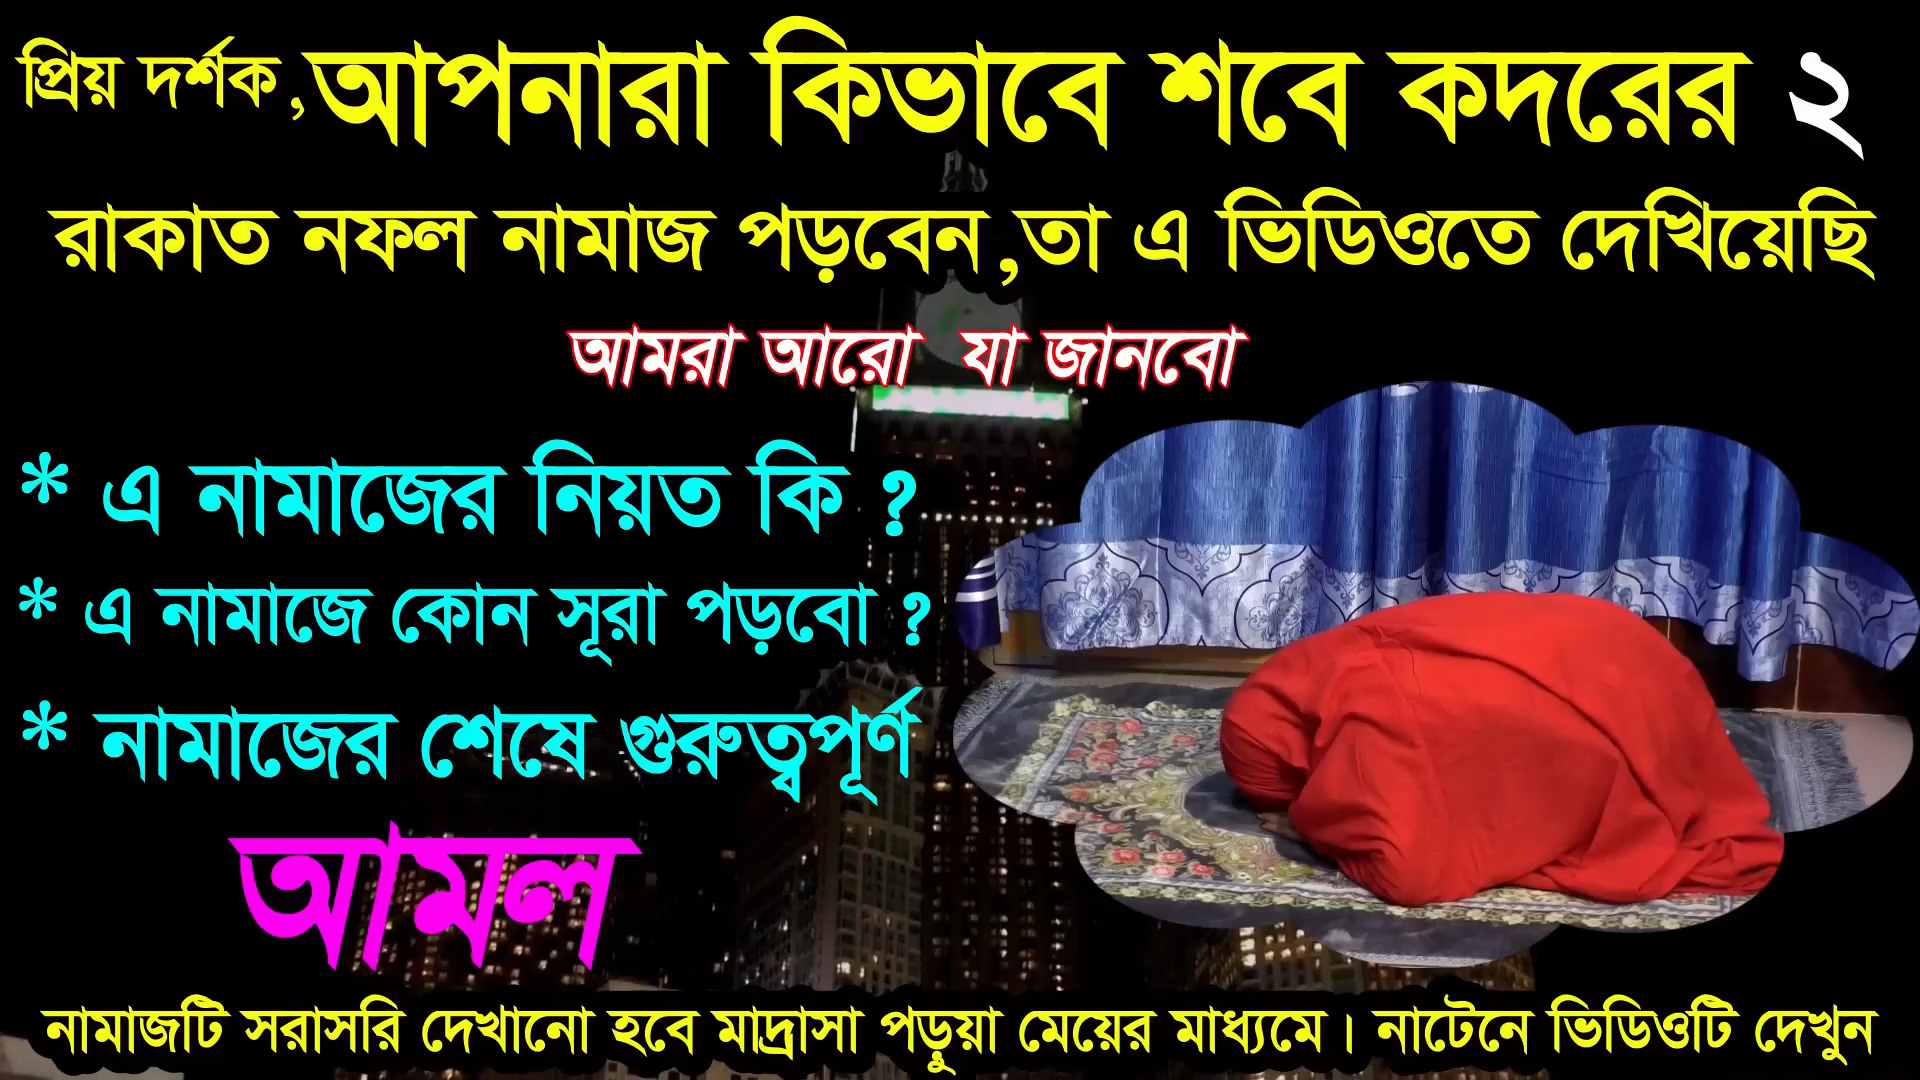 প্রিয় দর্শক,আপনারা কিভাবে শবে কদরের ২
রাকাত নফল নামাজ পড়বেন,তা এ ভিডিওতে দেখিয়েছি
আমরা আরো যা জানবো
* এ নামাজের নিয়ত কি ?
* এ নামাজে কোন সূরা পড়বো ?
* নামাজের শেষে গুরুত্বপূর্ণ
আমল
নামাজটি সরাসরি দেখানো হবে মাদ্রাসা পড়ুয়া মেয়ের মাধ্যমে। নাটেনে ভিডিওটি দেখুন